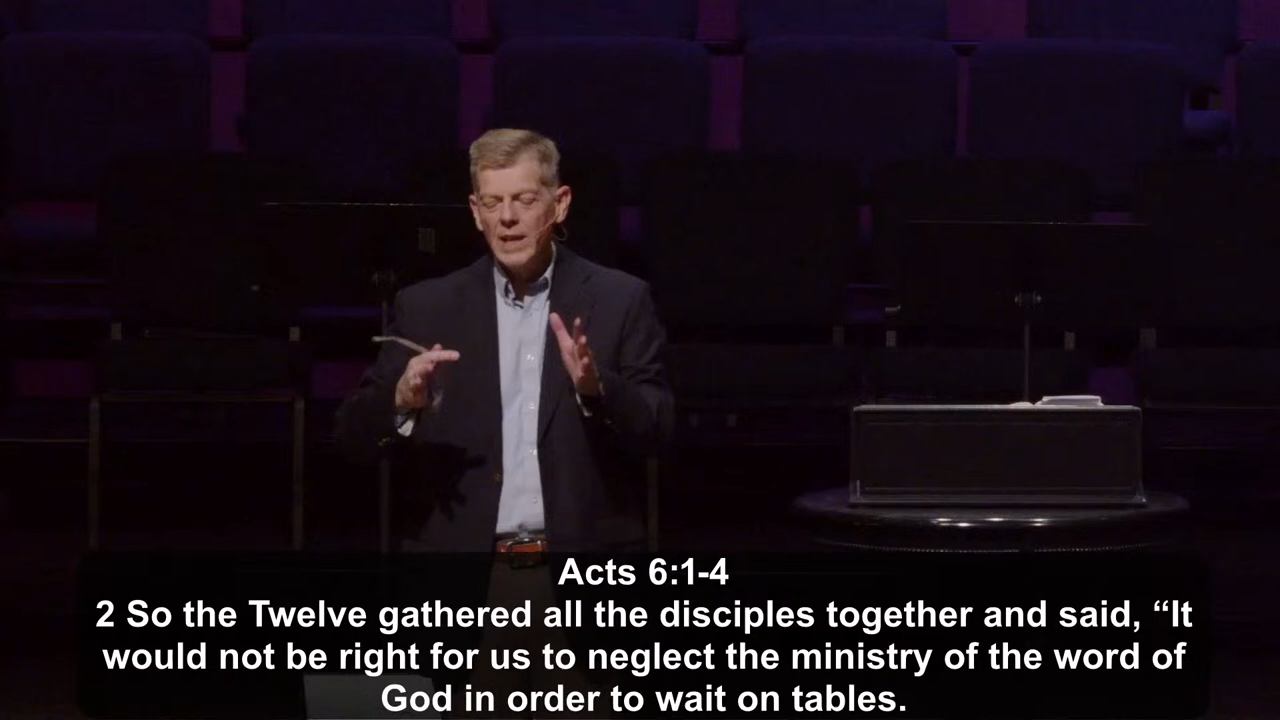 Acts 6:1-4
2 So the Twelve gathered all the disciples together and said, “It
would not be right for us to neglect the ministry of the word of
God in order to wait on tables.